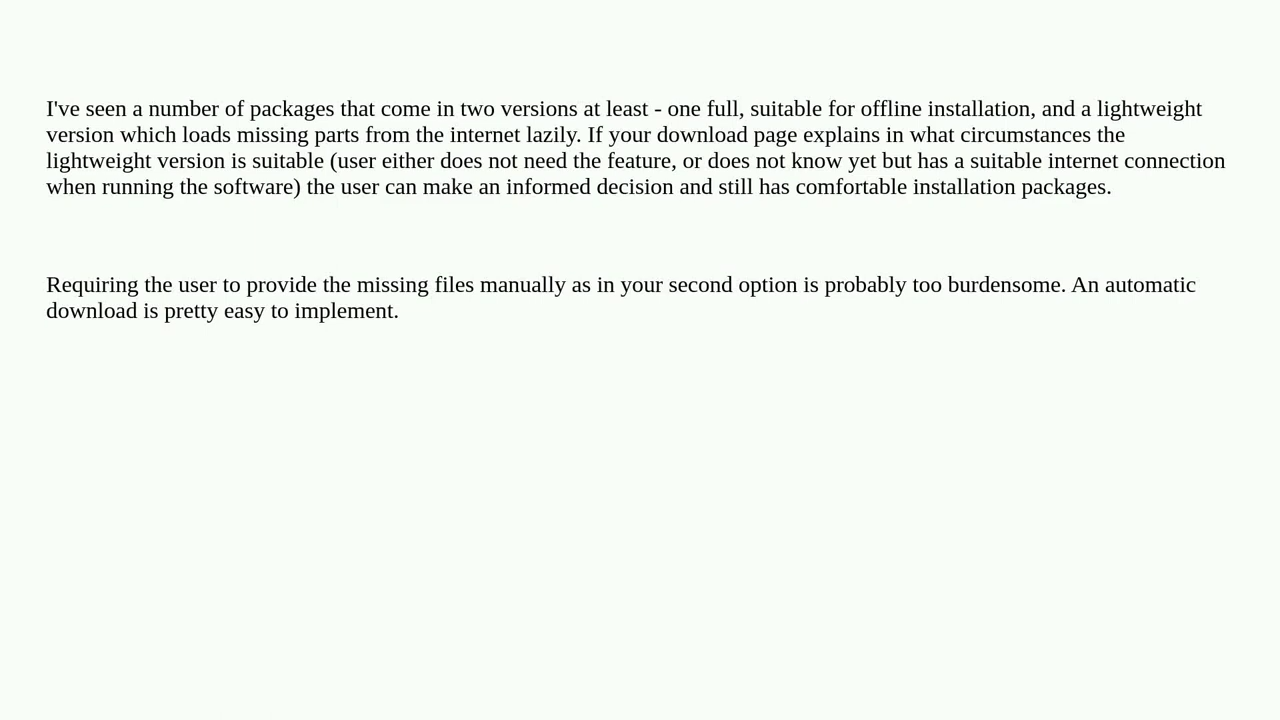 I've seen a number of packages that come in two versions at least - one full, suitable for offline installation, and a lightweight
version which loads missing parts from the internet lazily. If your download page explains in what circumstances the
lightweight version is suitable (user either does not need the feature, or does not know yet but has a suitable internet connection
when running the software) the user can make an informed decision and still has comfortable installation packages.
Requiring the user to provide the missing files manually as in your second option is probably too burdensome. An automatic
download is pretty easy to implement.